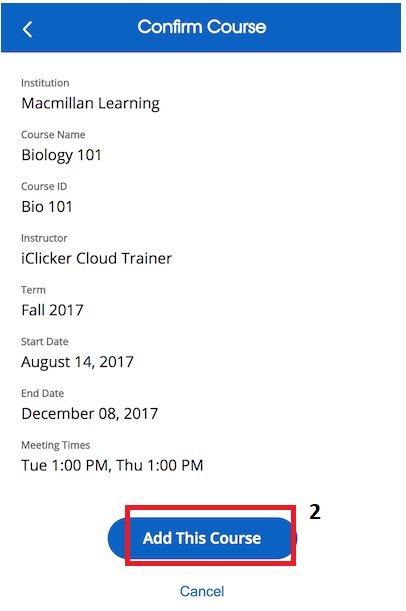 Confirm Course
Institution
Macmillan Learning
Course Name
Biology 101
Course ID
Bio 101
Instructor
iClicker Cloud Trainer
Term
Fall 2017
Start Date
August 14, 2017
End Date
December 08, 2017
Meeting Times
Tue 1:00 PM, Thu 1:00 PM
2
Add This Course
Cancel